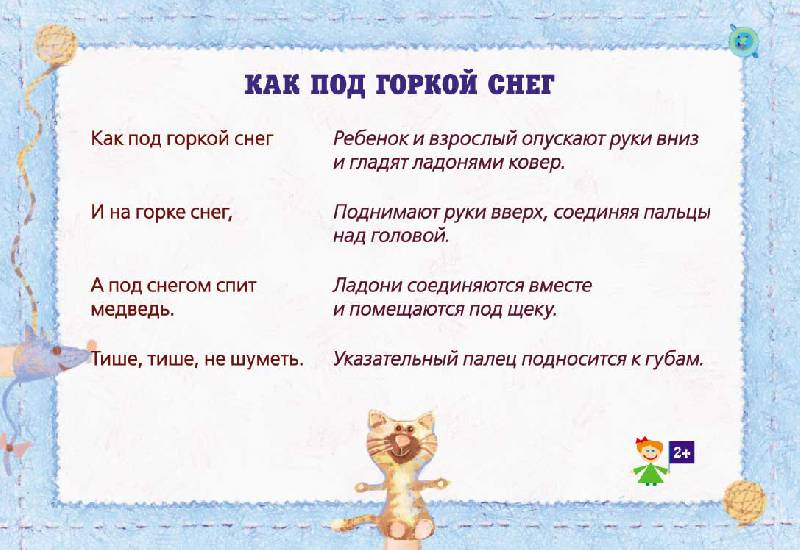 КАК ПОД ГОРКОЙ СНЕГ
Как под горкой снег
Ребенок и взрослый опускают руки вниз
и гладят ладонями ковер.
И на горке снег,
Поднимают руки вверх, соединяя пальцы
над головой.
А под снегом спит
медведь.
Ладони соединяются вместе
и помещаются под щеку.
Тише, тише, не шуметь.
Указательный палец подносится к губам.
2+